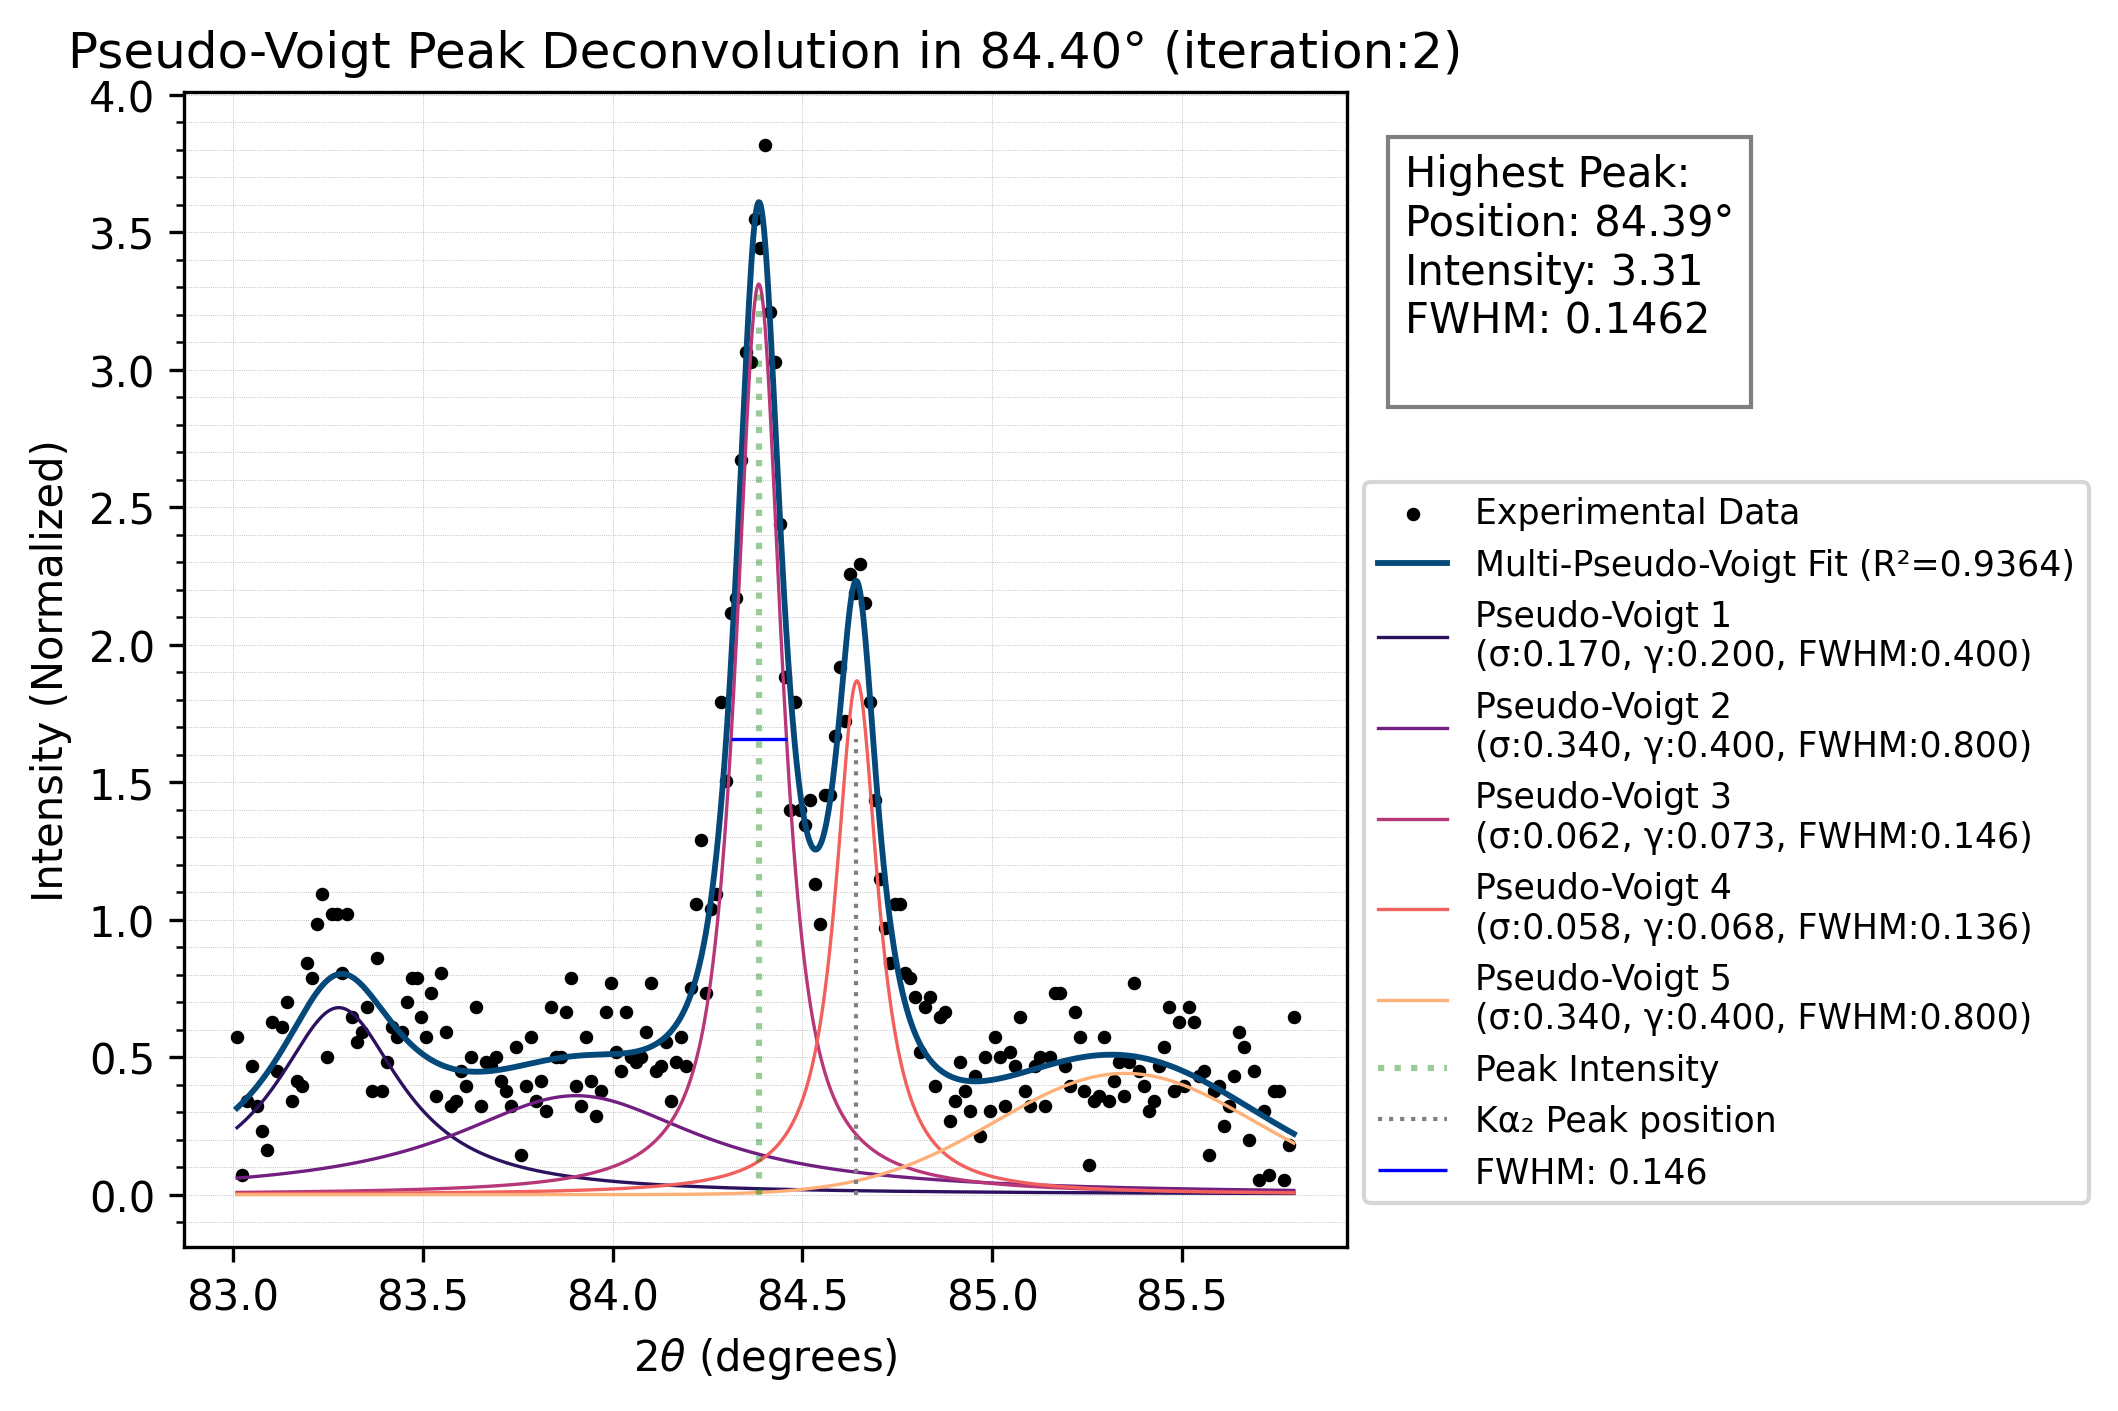 Pseudo-Voigt Peak Deconvolution in 84.40° (iteration:2)
4.0
3.5
3.0
2.5
2.0
1.5
1.0
0.5
0.0
Intensity (Normalized)
83.0 83.5 84.0 84.5 85.0 85.5
2θ (degrees)
Highest Peak:
Position: 84.39°
Intensity: 3.31
FWHM: 0.1462
Experimental Data
Multi-Pseudo-Voigt Fit (R²=0.9364)
Pseudo-Voigt 1
(σ:0.170, γ:0.200, FWHM:0.400)
Pseudo-Voigt 2
(σ:0.340, γ:0.400, FWHM:0.800)
Pseudo-Voigt 3
(σ:0.062, γ:0.073, FWHM:0.146)
Pseudo-Voigt 4
(σ:0.058, γ:0.068, FWHM:0.136)
Pseudo-Voigt 5
(σ:0.340, γ:0.400, FWHM:0.800)
Peak Intensity
Kα₂ Peak position
FWHM: 0.146